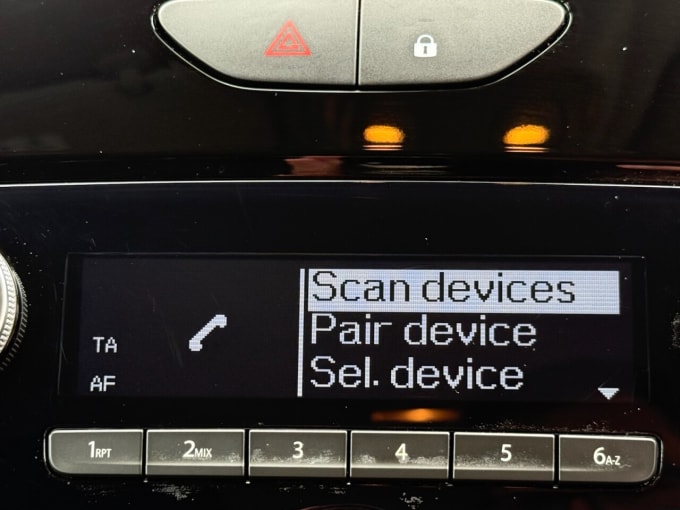 Scan devices
Pair device
TA
Sel. device
AF
1RPT 2MIX 3 4 5 6A-Z